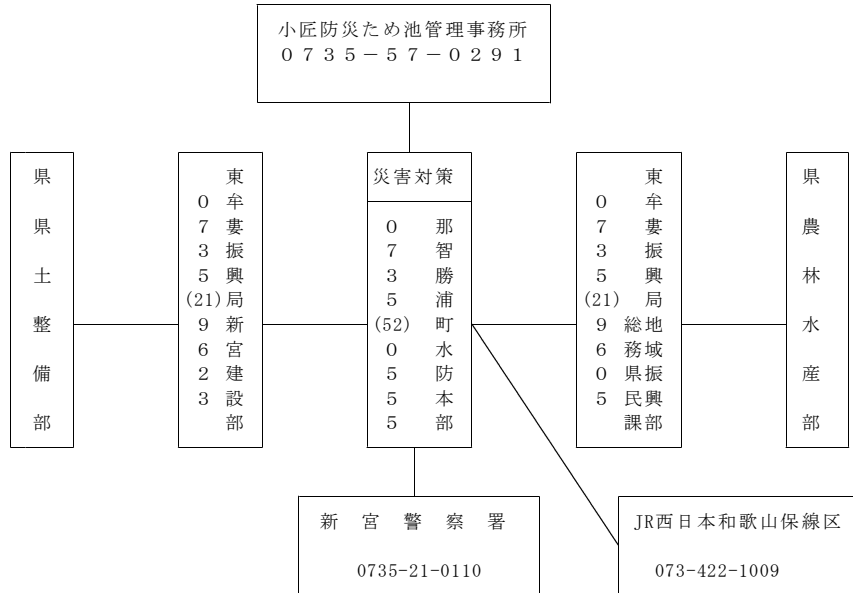 小匠防災ため池管理事務所
0735－57－0291
県県土整備部
東牟婁振興局新宮建設部
0735(21)9623
災害対策
那智勝浦町水防本部
0735(52)0555
東牟婁振興局地域振興部
総務県民課
0735(21)9605
県農林水産部
新宮警察署
0735-21-0110
JR西日本和歌山保線区
073-422-1009